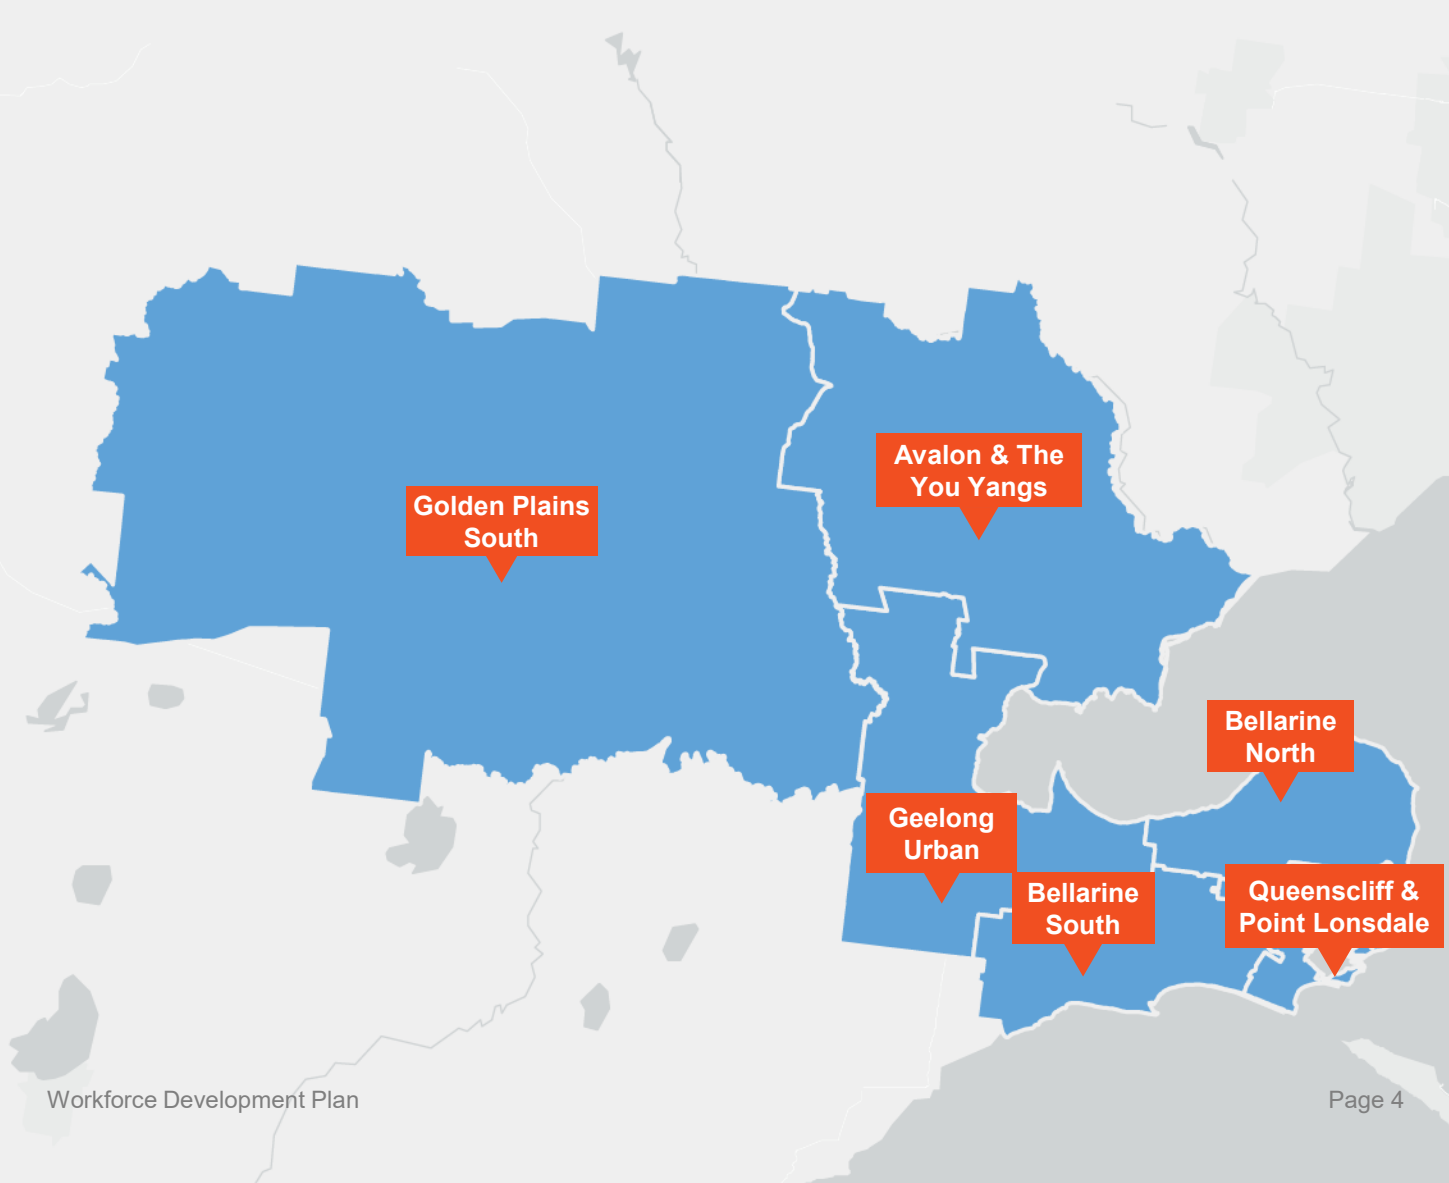 Avalon & The
You Yangs
Golden Plains
South
Bellarine
North
Geelong
Urban
Bellarine
South
Queenscliff &
Point Lonsdale
Workforce Development Plan
Page 4